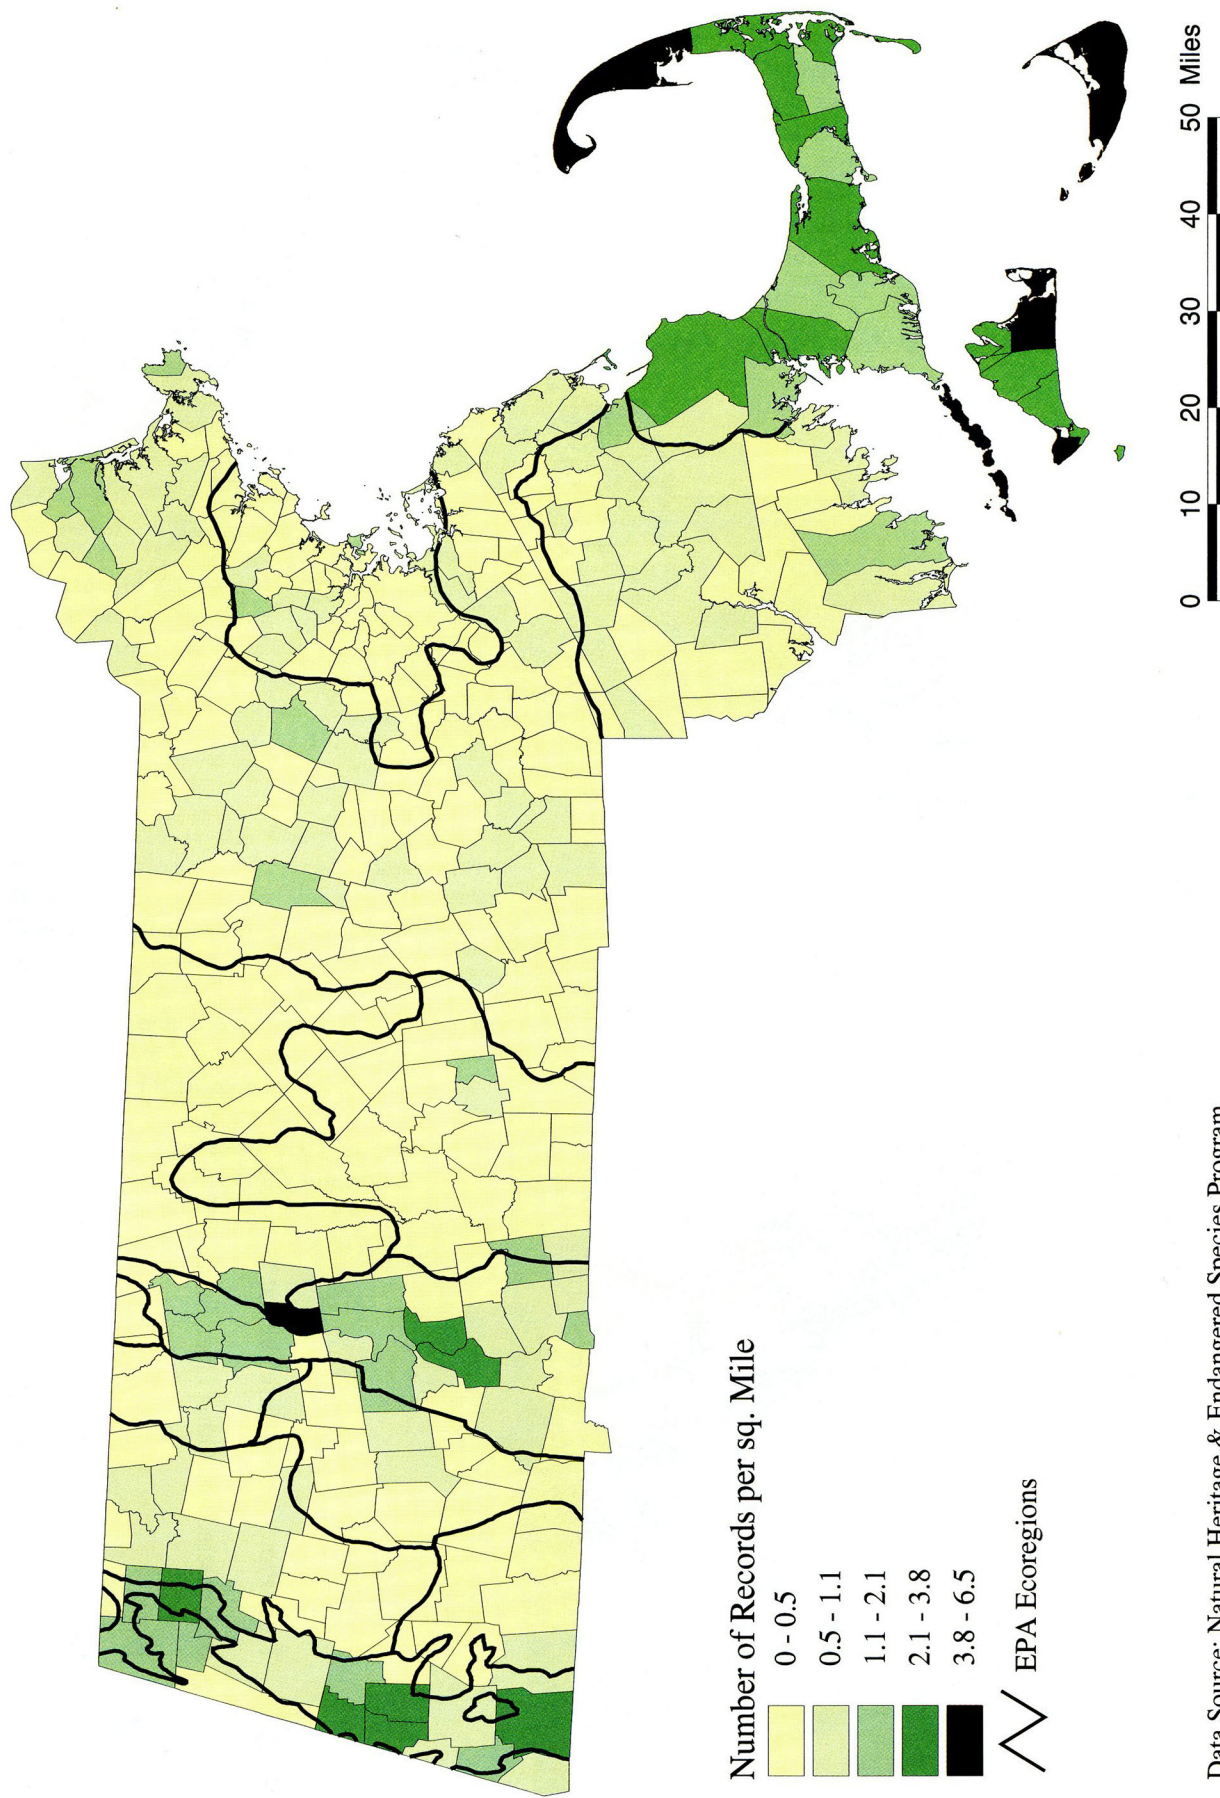 Number of Records per sq. Mile
0 - 0.5
0.5 - 1.1
1.1 - 2.1
2.1 - 3.8
3.8 - 6.5
EPA Ecoregions
0 10 20 30 40 50 Miles
Data Source: Natural Heritage & Endangered Species Program